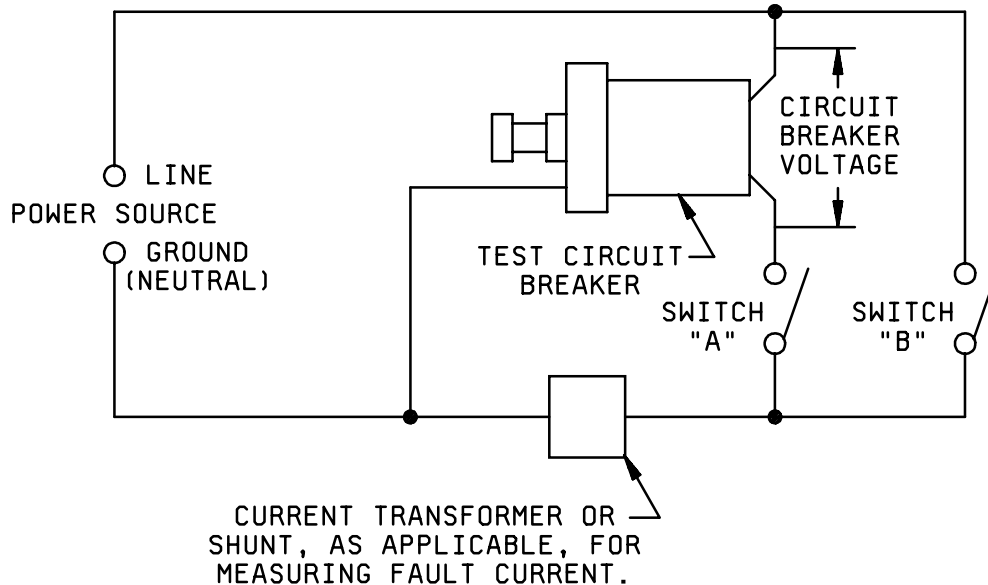 LINE
POWER SOURCE
GROUND
(NEUTRAL)
CIRCUIT
BREAKER
VOLTAGE
TEST CIRCUIT
BREAKER
SWITCH
"A"
SWITCH
"B"
CURRENT TRANSFORMER OR
SHUNT, AS APPLICABLE, FOR
MEASURING FAULT CURRENT.